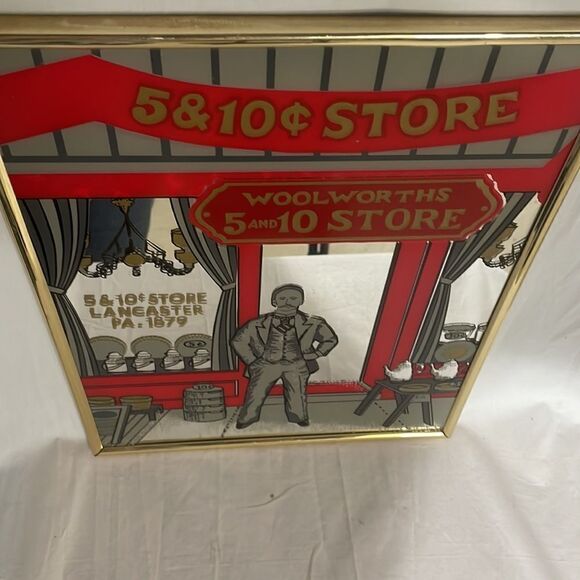 5&10¢ STORE
WOOLWORTHS
5 AND 10 STORE
5 & 10¢ STORE
LANCASTER
PA. 1879